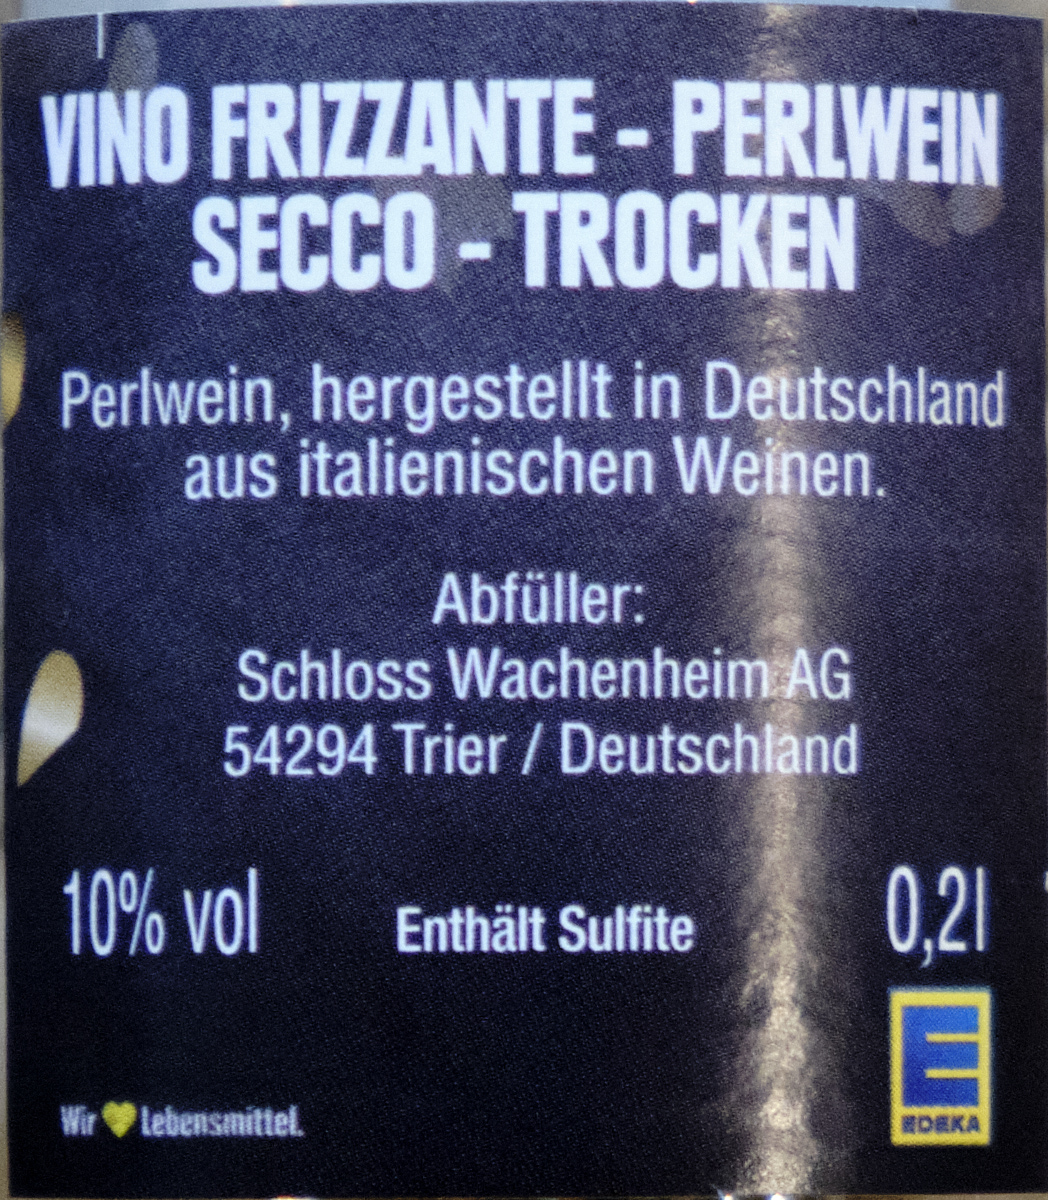 VINO FRIZZANTE - PERLWEIN
SECCO - TROCKEN
Perlwein, hergestellt in Deutschland
aus italienischen Weinen.
Abfüller:
Schloss Wachenheim AG
54294 Trier / Deutschland
10% vol
Enthält Sulfite
0,2l
EDEKA
Wir 💛 Lebensmittel.